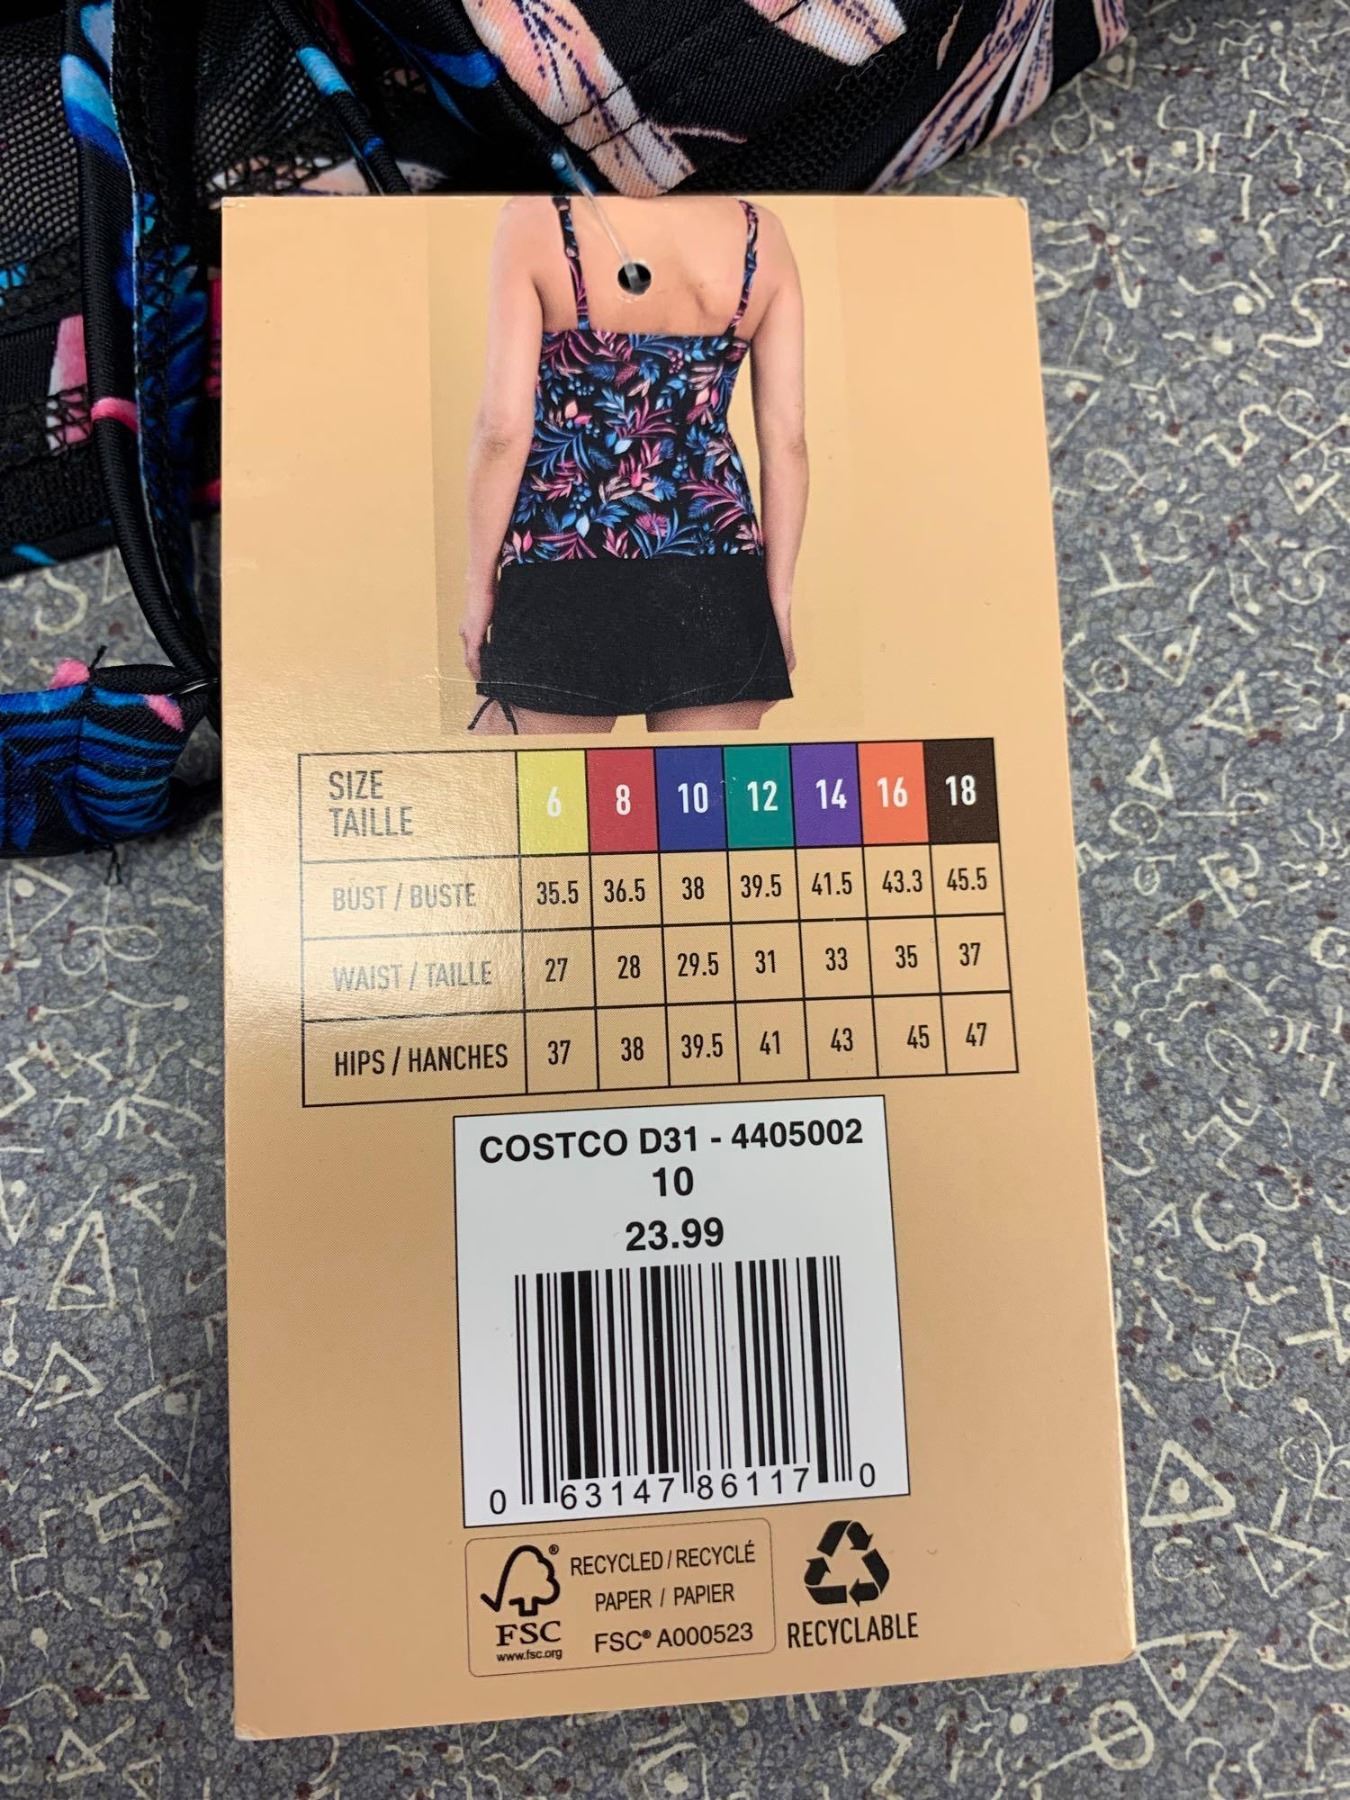 SIZE 6 8 10 12 14 16 18
TAILLE
BUST / BUSTE 35.5 36.5 38 39.5 41.5 43.3 45.5
WAIST / TAILLE 27 28 29.5 31 33 35 37
HIPS / HANCHES 37 38 39.5 41 43 45 47
COSTCO D31 - 4405002
10
23.99
0 63147 86117 0
RECYCLED / RECYCLÉ
PAPER / PAPIER
FSC® A000523
®
FSC
www.fsc.org
RECYCLABLE